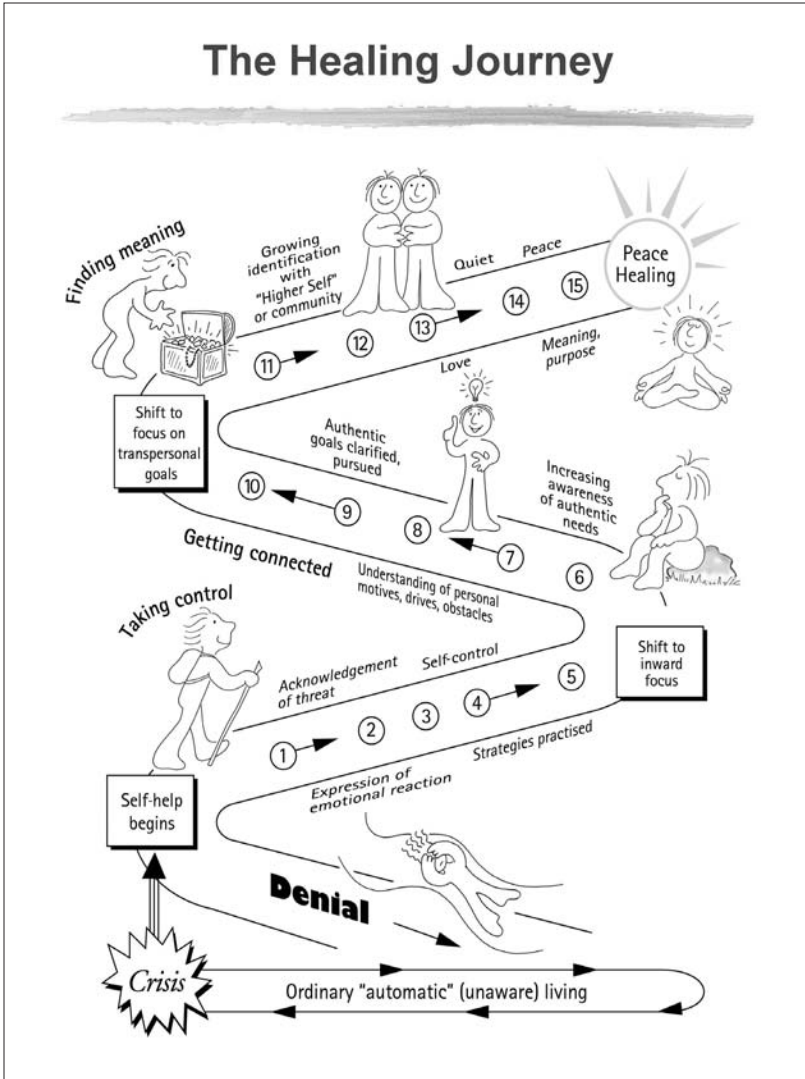 The Healing Journey
Finding meaning
Growing
identification
with
"Higher Self"
or community
Quiet
Peace
Peace
Healing
11
12
13
14
15
Love
Meaning,
purpose
Shift to
focus on
transpersonal
goals
Authentic
goals clarified,
pursued
Increasing
awareness
of authentic
needs
10
9
8
7
6
Getting connected
Understanding of personal
motives, drives, obstacles
Taking control
Acknowledgement
of threat
Self-control
Shift to
inward
focus
1
2
3
4
5
Strategies practised
Expression of
emotional reaction
Self-help
begins
Denial
Crisis
Ordinary "automatic" (unaware) living